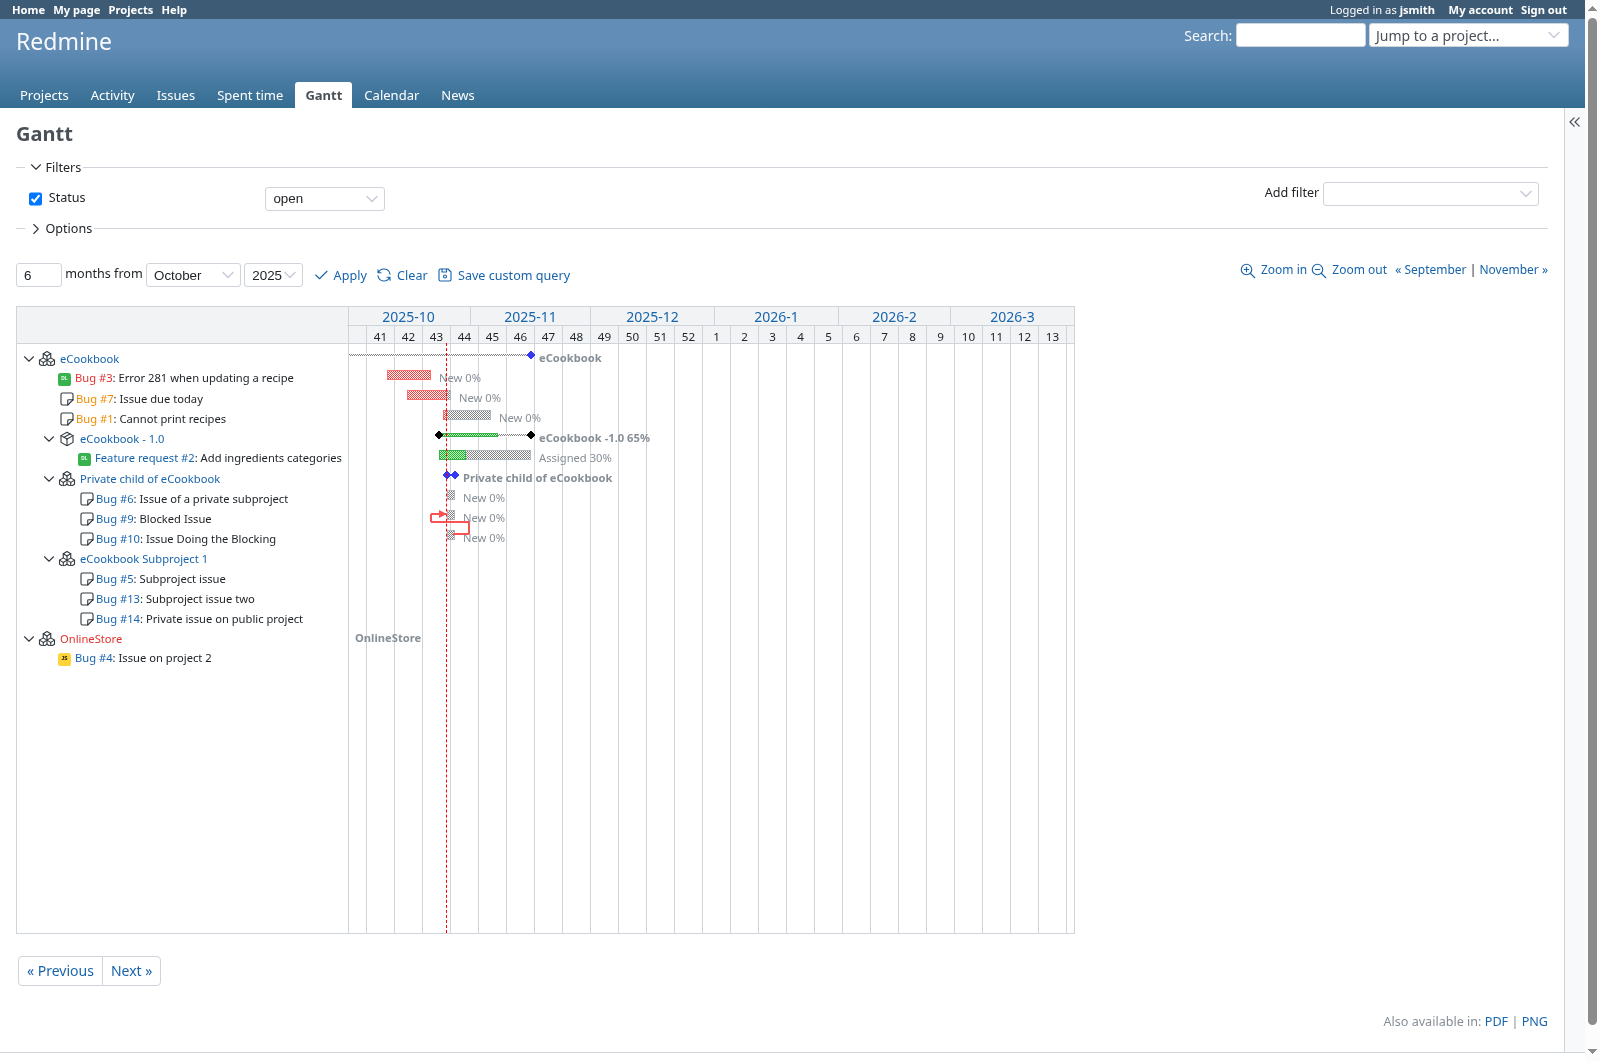 Home My page Projects Help Logged in as jsmith My account Sign out
Redmine Search: Jump to a project...
Projects Activity Issues Spent time Gantt Calendar News
Gantt
Filters
Status open Add filter
Options
6 months from October 2025 Apply Clear Save custom query Zoom in Zoom out « September | November »
2025-10 2025-11 2025-12 2026-1 2026-2 2026-3
41 42 43 44 45 46 47 48 49 50 51 52 1 2 3 4 5 6 7 8 9 10 11 12 13
eCookbook eCookbook
DL Bug #3: Error 281 when updating a recipe New 0%
Bug #7: Issue due today New 0%
Bug #1: Cannot print recipes New 0%
eCookbook - 1.0 eCookbook -1.0 65%
DL Feature request #2: Add ingredients categories Assigned 30%
Private child of eCookbook Private child of eCookbook
Bug #6: Issue of a private subproject New 0%
Bug #9: Blocked Issue New 0%
Bug #10: Issue Doing the Blocking New 0%
eCookbook Subproject 1
Bug #5: Subproject issue
Bug #13: Subproject issue two
Bug #14: Private issue on public project
OnlineStore OnlineStore
JS Bug #4: Issue on project 2
« Previous Next »
Also available in: PDF | PNG